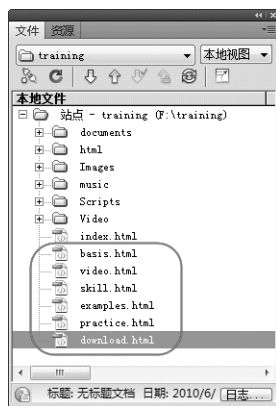 文件 资源
training 本地视图
本地文件
站点 - training (F:\training)
documents
html
Images
music
Scripts
Video
index.html
basis.html
video.html
skill.html
examples.html
practice.html
download.html
标题: 无标题文档 日期: 2010/6/ 日志...